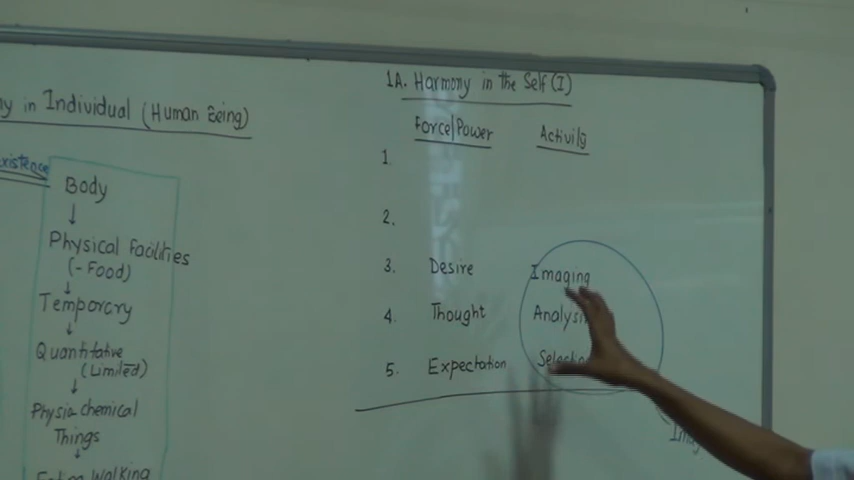 in Individual (Human Being)
Body
↓
Physical Facilities
(- Food)
↓
Temporary
↓
Quantitative
(Limited)
↓
Physio chemical
Things
↓
Walking
1A. Harmony in the Self (I)
Force/Power Activity
1.
2.
3. Desire Imaging
4. Thought
5. Expectation